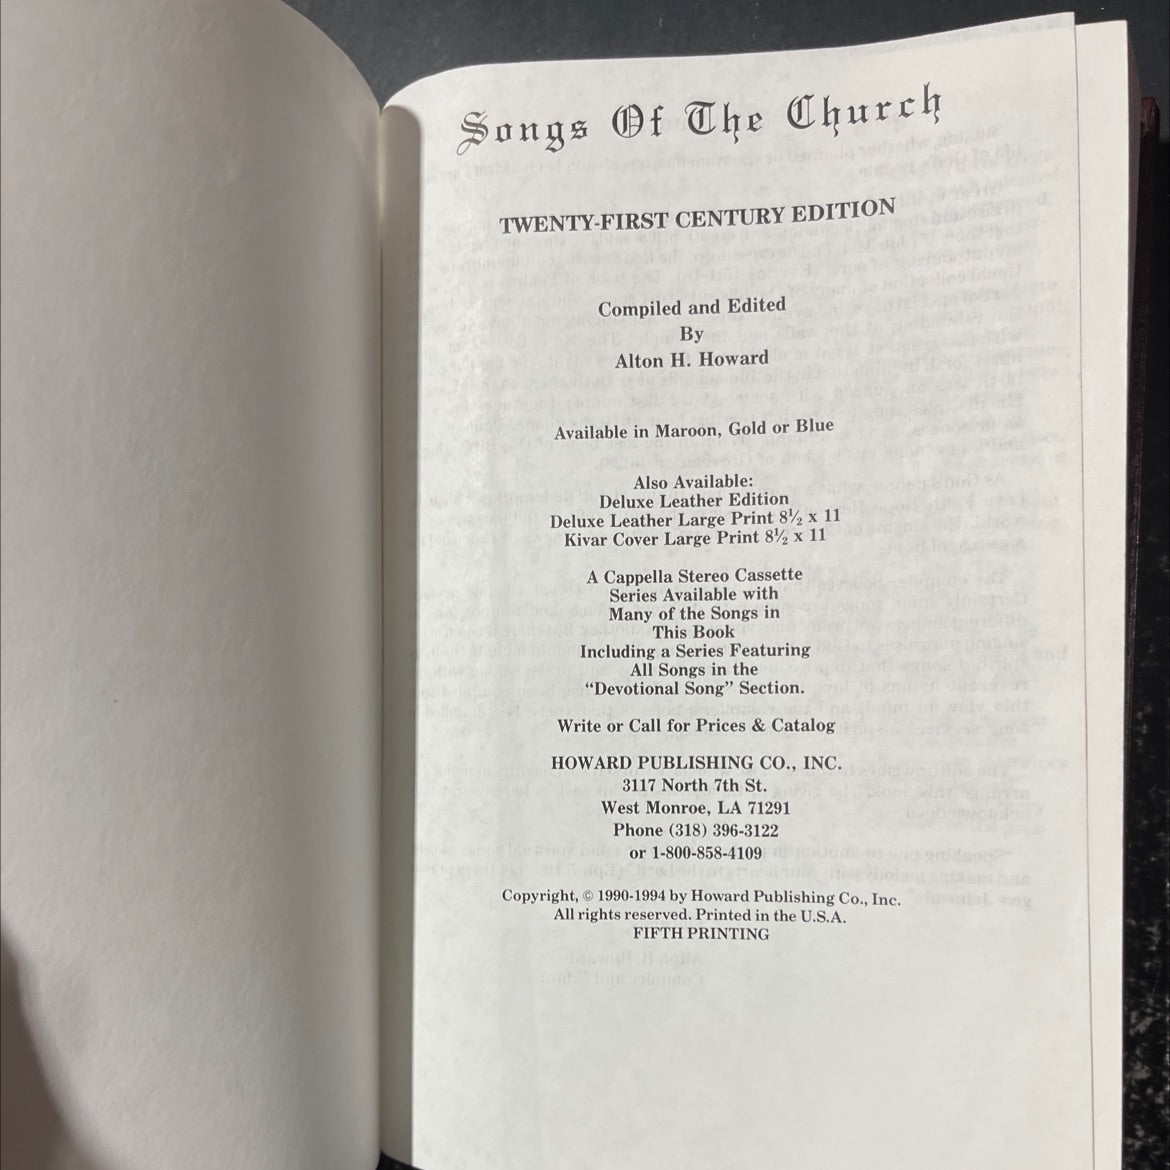 Songs Of The Church
TWENTY-FIRST CENTURY EDITION
Compiled and Edited
By
Alton H. Howard
Available in Maroon, Gold or Blue
Also Available:
Deluxe Leather Edition
Deluxe Leather Large Print 8½ x 11
Kivar Cover Large Print 8½ x 11
A Cappella Stereo Cassette
Series Available with
Many of the Songs in
This Book
Including a Series Featuring
All Songs in the
“Devotional Song” Section.
Write or Call for Prices & Catalog
HOWARD PUBLISHING CO., INC.
3117 North 7th St.
West Monroe, LA 71291
Phone (318) 396-3122
or 1-800-858-4109
Copyright, © 1990-1994 by Howard Publishing Co., Inc.
All rights reserved. Printed in the U.S.A.
FIFTH PRINTING